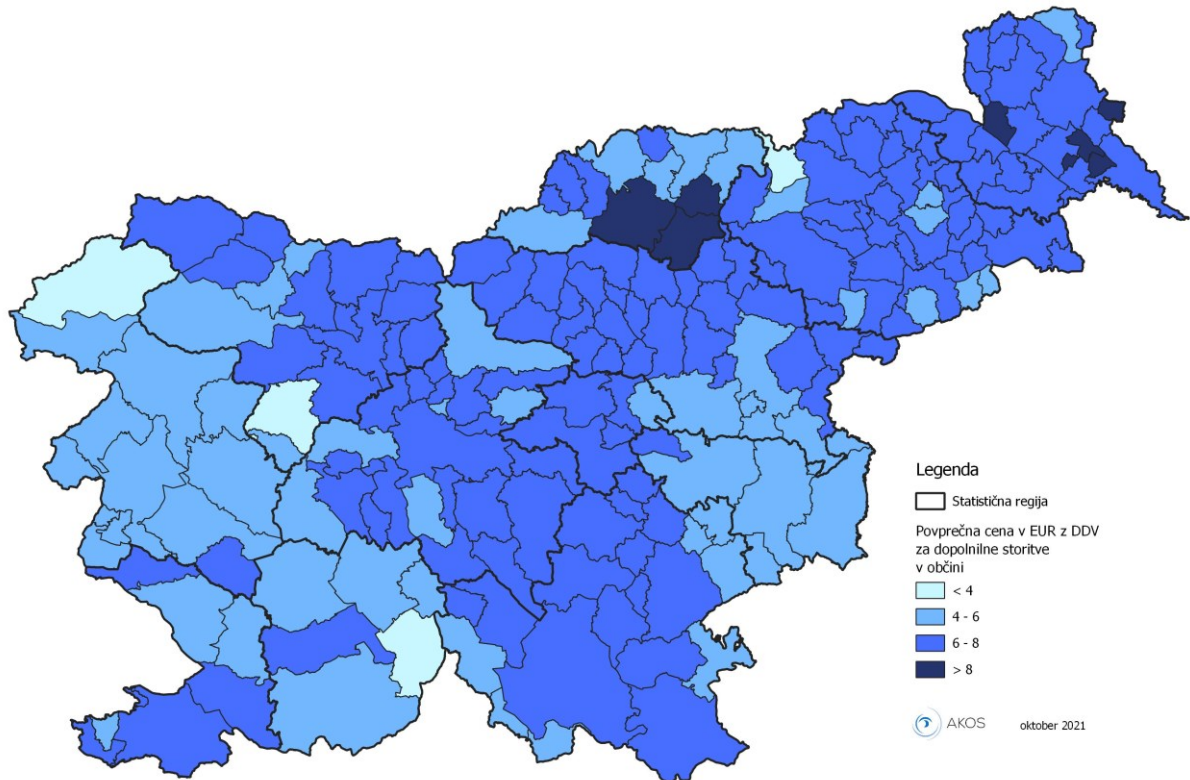 Legenda
Statistična regija
Povprečna cena v EUR z DDV
za dopolnilne storitve
v občini
< 4
4 - 6
6 - 8
> 8
AKOS
oktober 2021